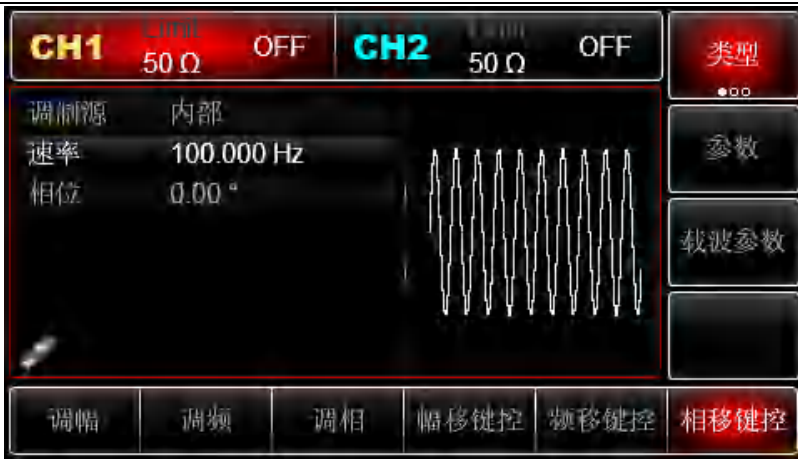 CH1 Limit 50 Ω OFF CH2 Limit 50 Ω OFF
类型
调制源 内部
速率 100.000 Hz
相位 0.00 °
参数
载波参数
调幅 调频 调相 幅移键控 频移键控 相移键控